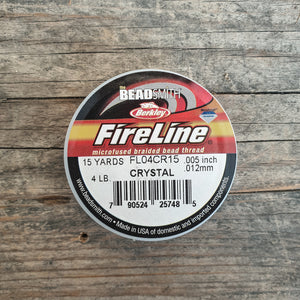 the
BEADSMITH
Berkley
FIRELINE
microfused braided bead thread
15 YARDS FL04CR15 .005 inch
.012mm
4 LB. CRYSTAL
7 90524 25748 5
www.beadsmith.com Made in USA of domestic and imported components.